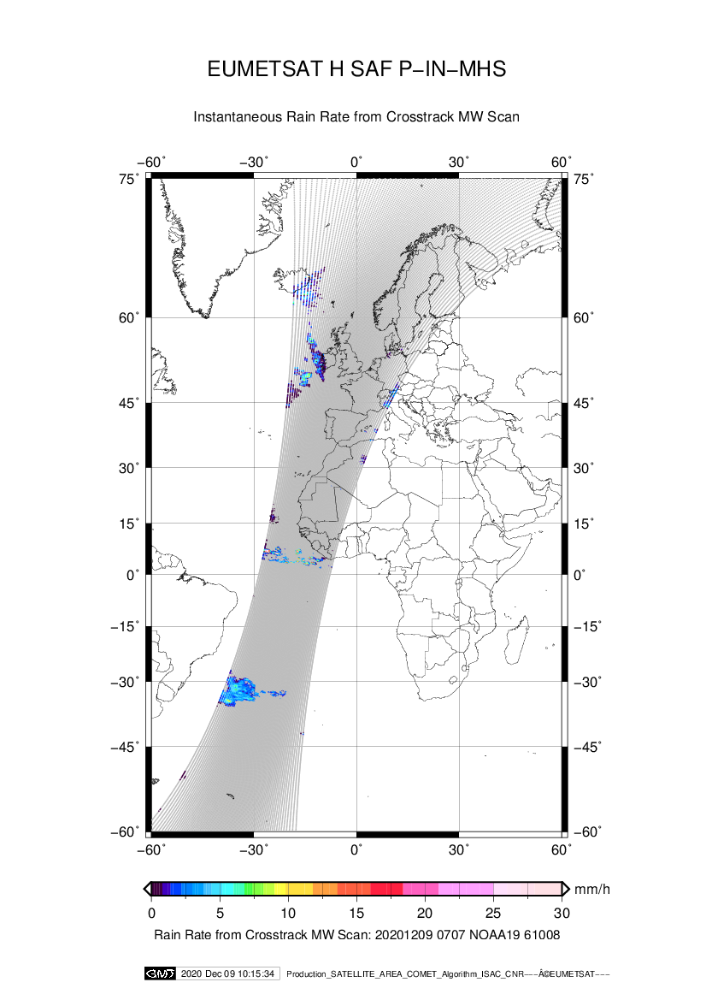 EUMETSAT H SAF P−IN−MHS
Instantaneous Rain Rate from Crosstrack MW Scan
−60° −30° 0° 30° 60°
75° 75°
60° 60°
45° 45°
30° 30°
15° 15°
0° 0°
−15° −15°
−30° −30°
−45° −45°
−60° −60°
−60° −30° 0° 30° 60°
mm/h
0 5 10 15 20 25 30
Rain Rate from Crosstrack MW Scan: 20201209 0707 NOAA19 61008
GMT 2020 Dec 09 10:15:34 Production_SATELLITE_AREA_COMET_Algorithm_ISAC_CNR−−−Â©EUMETSAT−−−